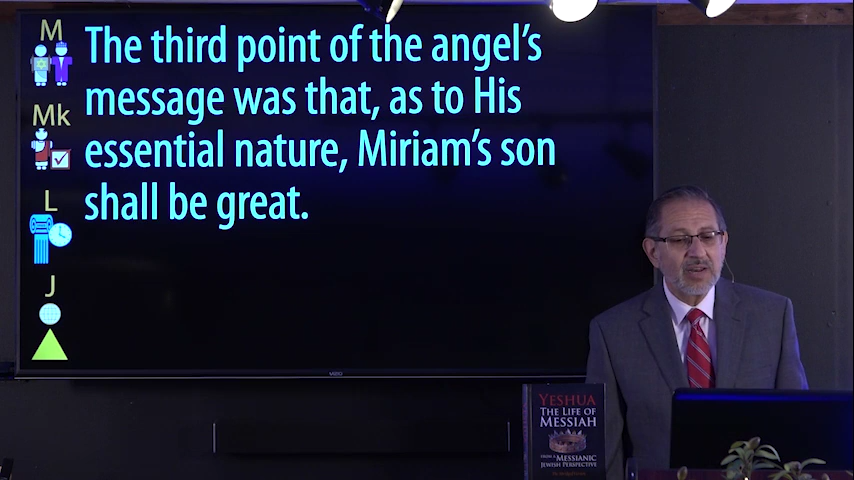 M
The third point of the angel's
message was that, as to His
Mk
essential nature, Miriam's son
shall be great.
L
J
YESHUA
THE LIFE OF
MESSIAH
FROM A MESSIANIC
JEWISH PERSPECTIVE